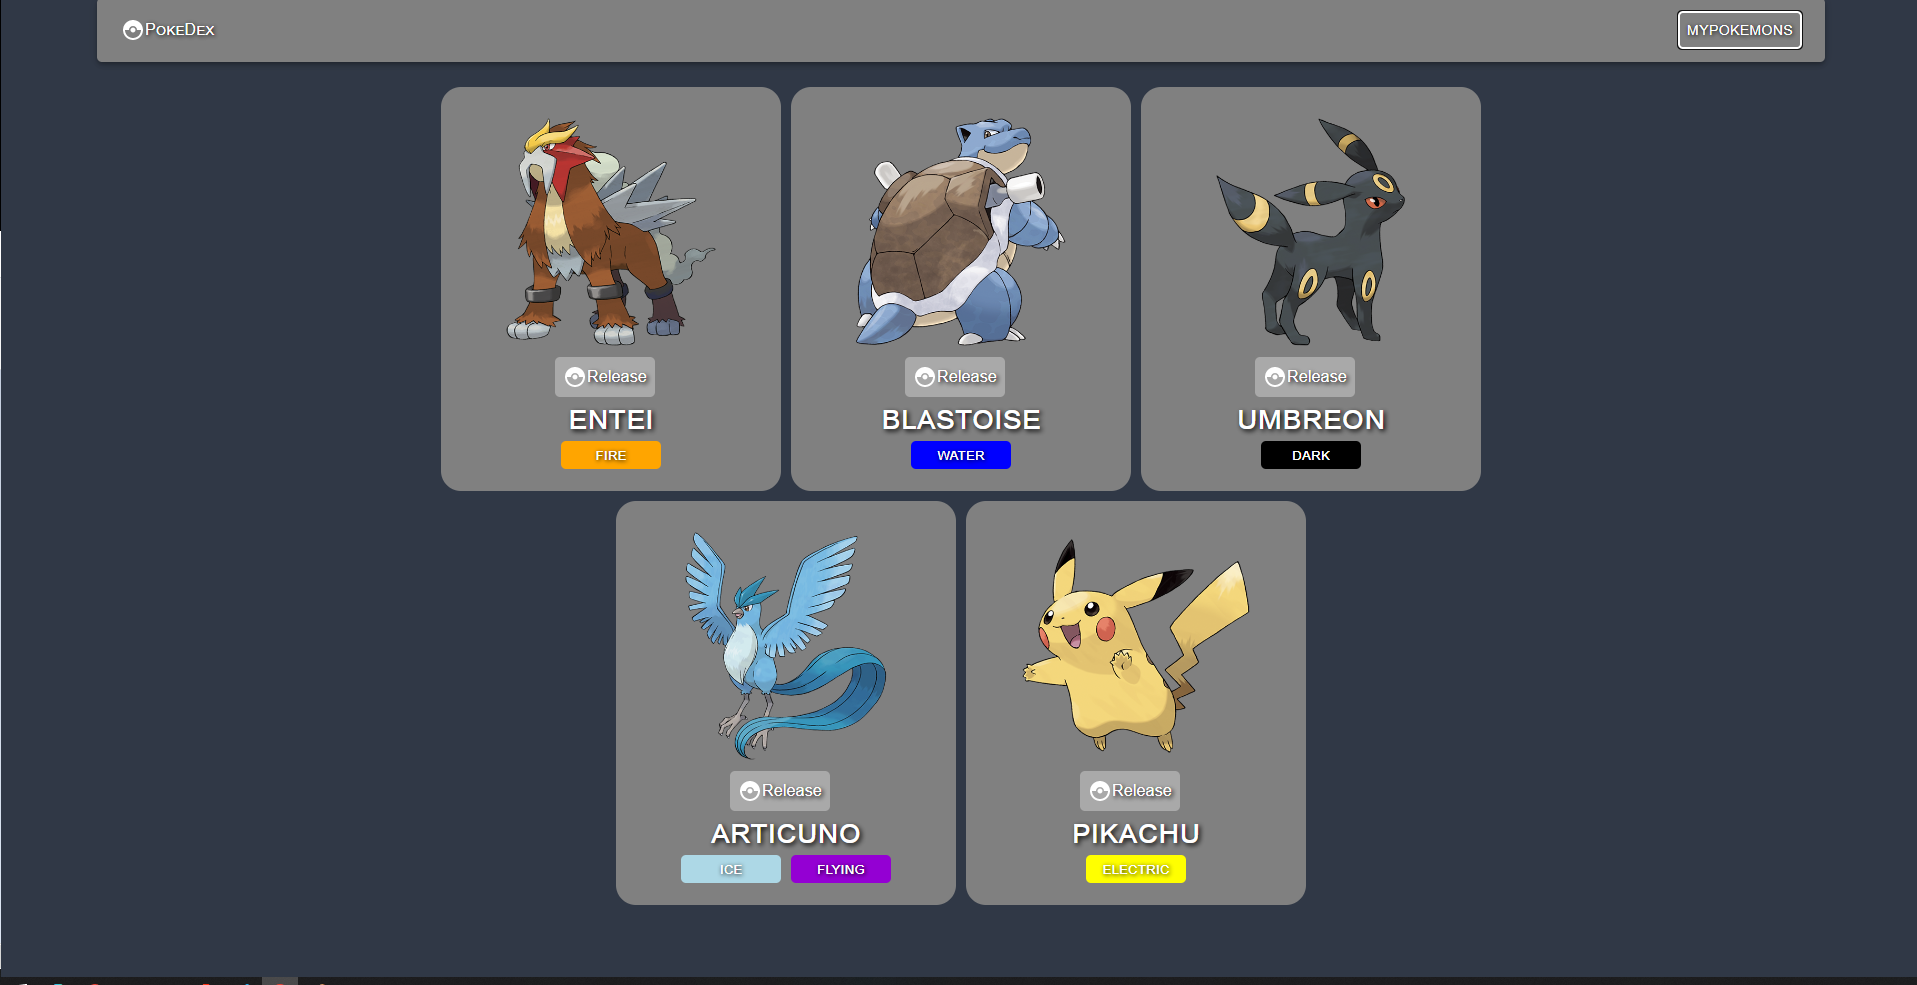 PokeDex
MYPOKEMONS
Release
Release
Release
ENTEI
BLASTOISE
UMBREON
FIRE
WATER
DARK
Release
Release
ARTICUNO
PIKACHU
ICE
FLYING
ELECTRIC